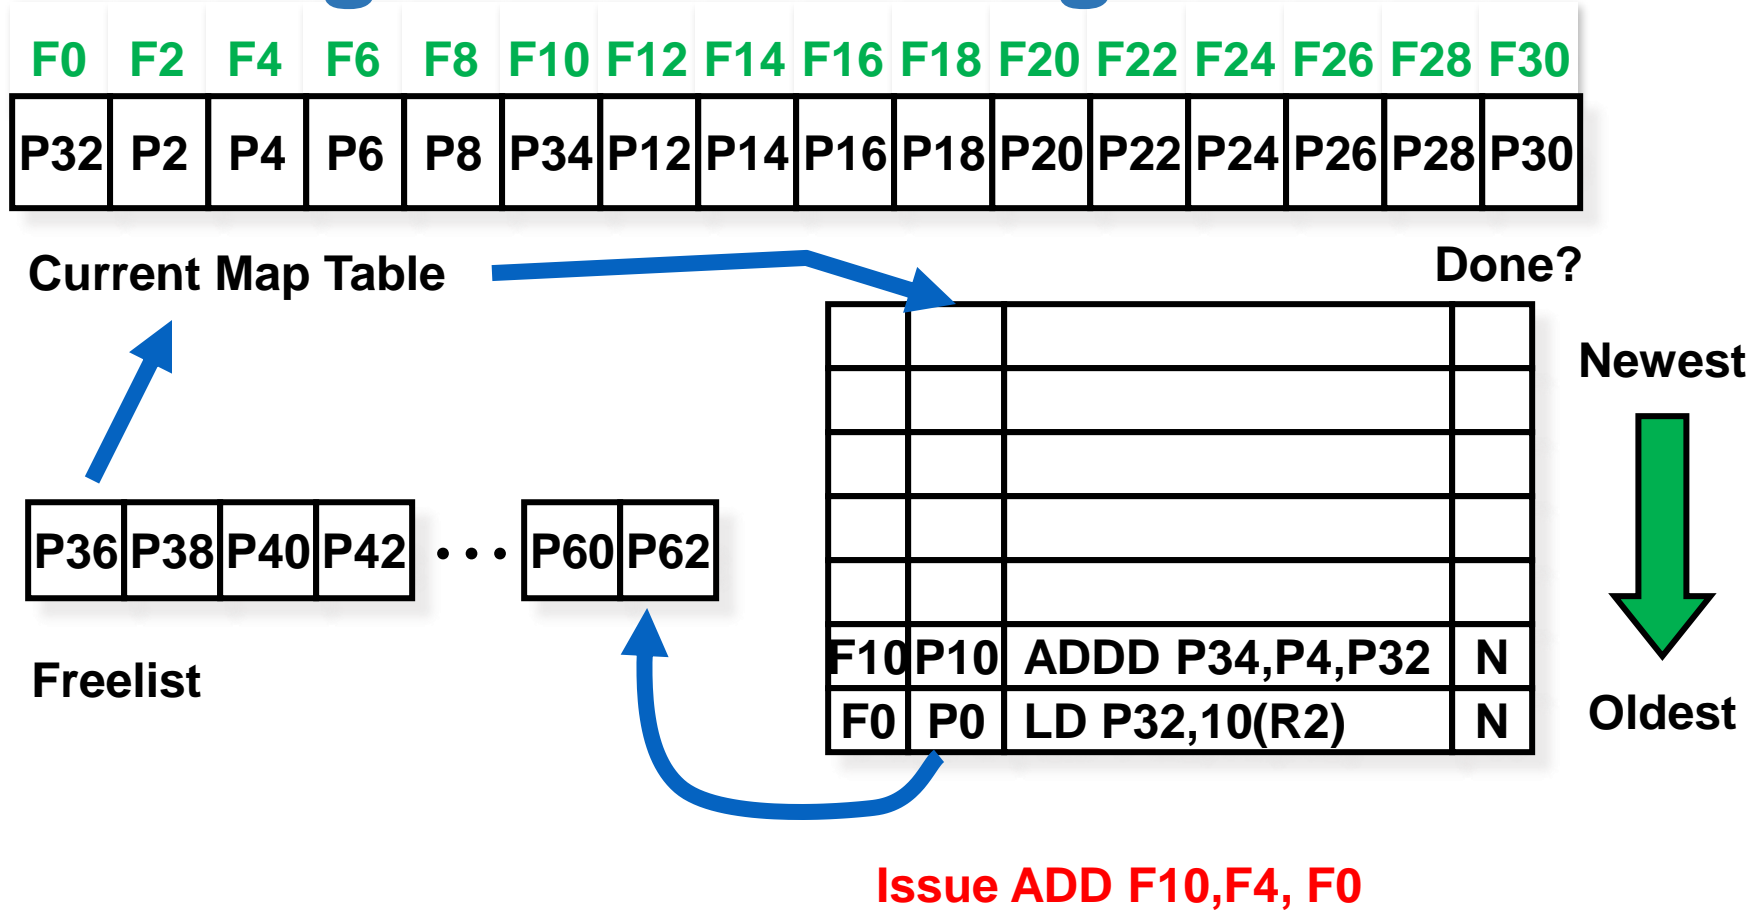 F0 F2 F4 F6 F8 F10 F12 F14 F16 F18 F20 F22 F24 F26 F28 F30
P32 P2 P4 P6 P8 P34 P12 P14 P16 P18 P20 P22 P24 P26 P28 P30
Current Map Table
Done?
Newest
P36 P38 P40 P42 ... P60 P62
Freelist
F10 P10 ADDD P34,P4,P32 N
F0 P0 LD P32,10(R2) N
Oldest
Issue ADD F10,F4, F0